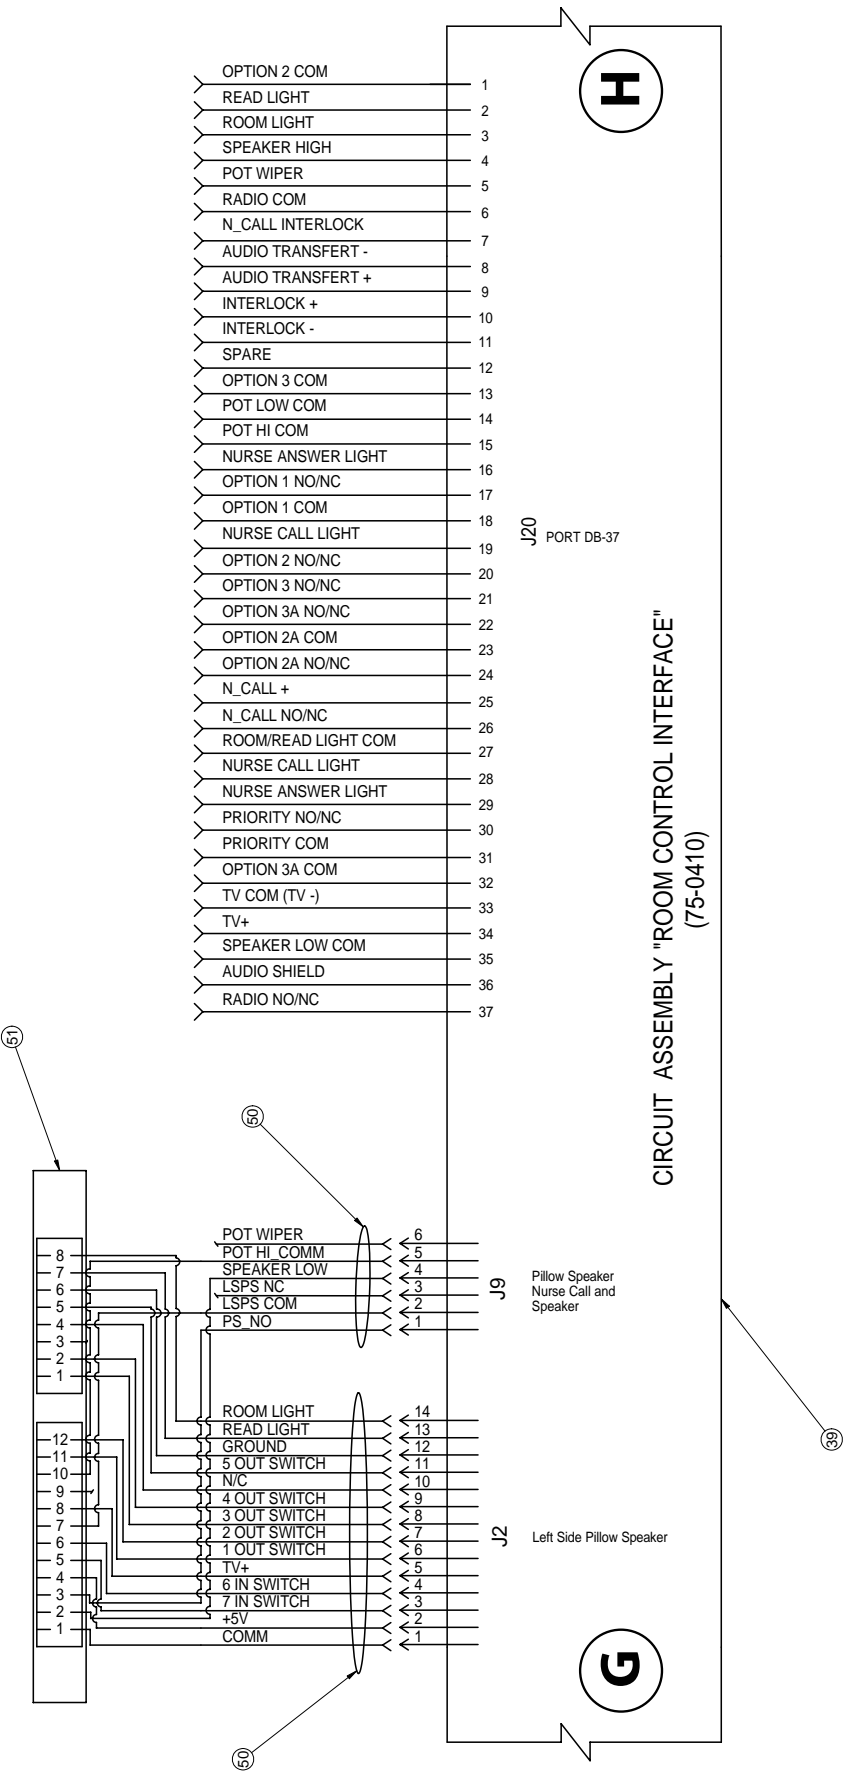 H
OPTION 2 COM 1
READ LIGHT 2
ROOM LIGHT 3
SPEAKER HIGH 4
POT WIPER 5
RADIO COM 6
N_CALL INTERLOCK 7
AUDIO TRANSFERT - 8
AUDIO TRANSFERT + 9
INTERLOCK + 10
INTERLOCK - 11
SPARE 12
OPTION 3 COM 13
POT LOW COM 14
POT HI COM 15
NURSE ANSWER LIGHT 16
OPTION 1 NO/NC 17
OPTION 1 COM 18
NURSE CALL LIGHT 19
OPTION 2 NO/NC 20
OPTION 3 NO/NC 21
OPTION 3A NO/NC 22
OPTION 2A COM 23
OPTION 2A NO/NC 24
N_CALL + 25
N_CALL NO/NC 26
ROOM/READ LIGHT COM 27
NURSE CALL LIGHT 28
NURSE ANSWER LIGHT 29
PRIORITY NO/NC 30
PRIORITY COM 31
OPTION 3A COM 32
TV COM (TV -) 33
TV+ 34
SPEAKER LOW COM 35
AUDIO SHIELD 36
RADIO NO/NC 37
J20 PORT DB-37
CIRCUIT ASSEMBLY "ROOM CONTROL INTERFACE"
(75-0410)
51
50
8
7
6
5
4
3
2
1
POT WIPER 6
POT HI_COMM 5
SPEAKER LOW 4
LSPS NC 3
LSPS COM 2
PS_NO 1
J9
Pillow Speaker
Nurse Call and
Speaker
39
12
11
10
9
8
7
6
5
4
3
2
1
ROOM LIGHT 14
READ LIGHT 13
GROUND 12
5 OUT SWITCH 11
N/C 10
4 OUT SWITCH 9
3 OUT SWITCH 8
2 OUT SWITCH 7
1 OUT SWITCH 6
TV+ 5
6 IN SWITCH 4
7 IN SWITCH 3
+5V 2
COMM 1
J2 Left Side Pillow Speaker
G
50